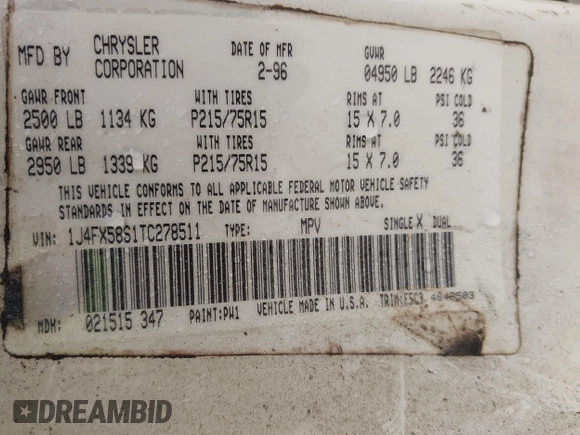 MFD BY CHRYSLER CORPORATION DATE OF MFR 2-96 GVWR 04950 LB 2246 KG
GAWR FRONT WITH TIRES RIMS AT PSI COLD
2500 LB 1134 KG P215/75R15 15 X 7.0 36
GAWR REAR WITH TIRES RIMS AT PSI COLD
2950 LB 1339 KG P215/75R15 15 X 7.0 36
THIS VEHICLE CONFORMS TO ALL APPLICABLE FEDERAL MOTOR VEHICLE SAFETY
STANDARDS IN EFFECT ON THE DATE OF MANUFACTURE SHOWN ABOVE.
VIN: 1J4FX58S1TC278511 TYPE: MPV SINGLE X DUAL
MDH: 021515 347 PAINT: PW1 VEHICLE MADE IN U.S.A. TRIM:
DREAMBID